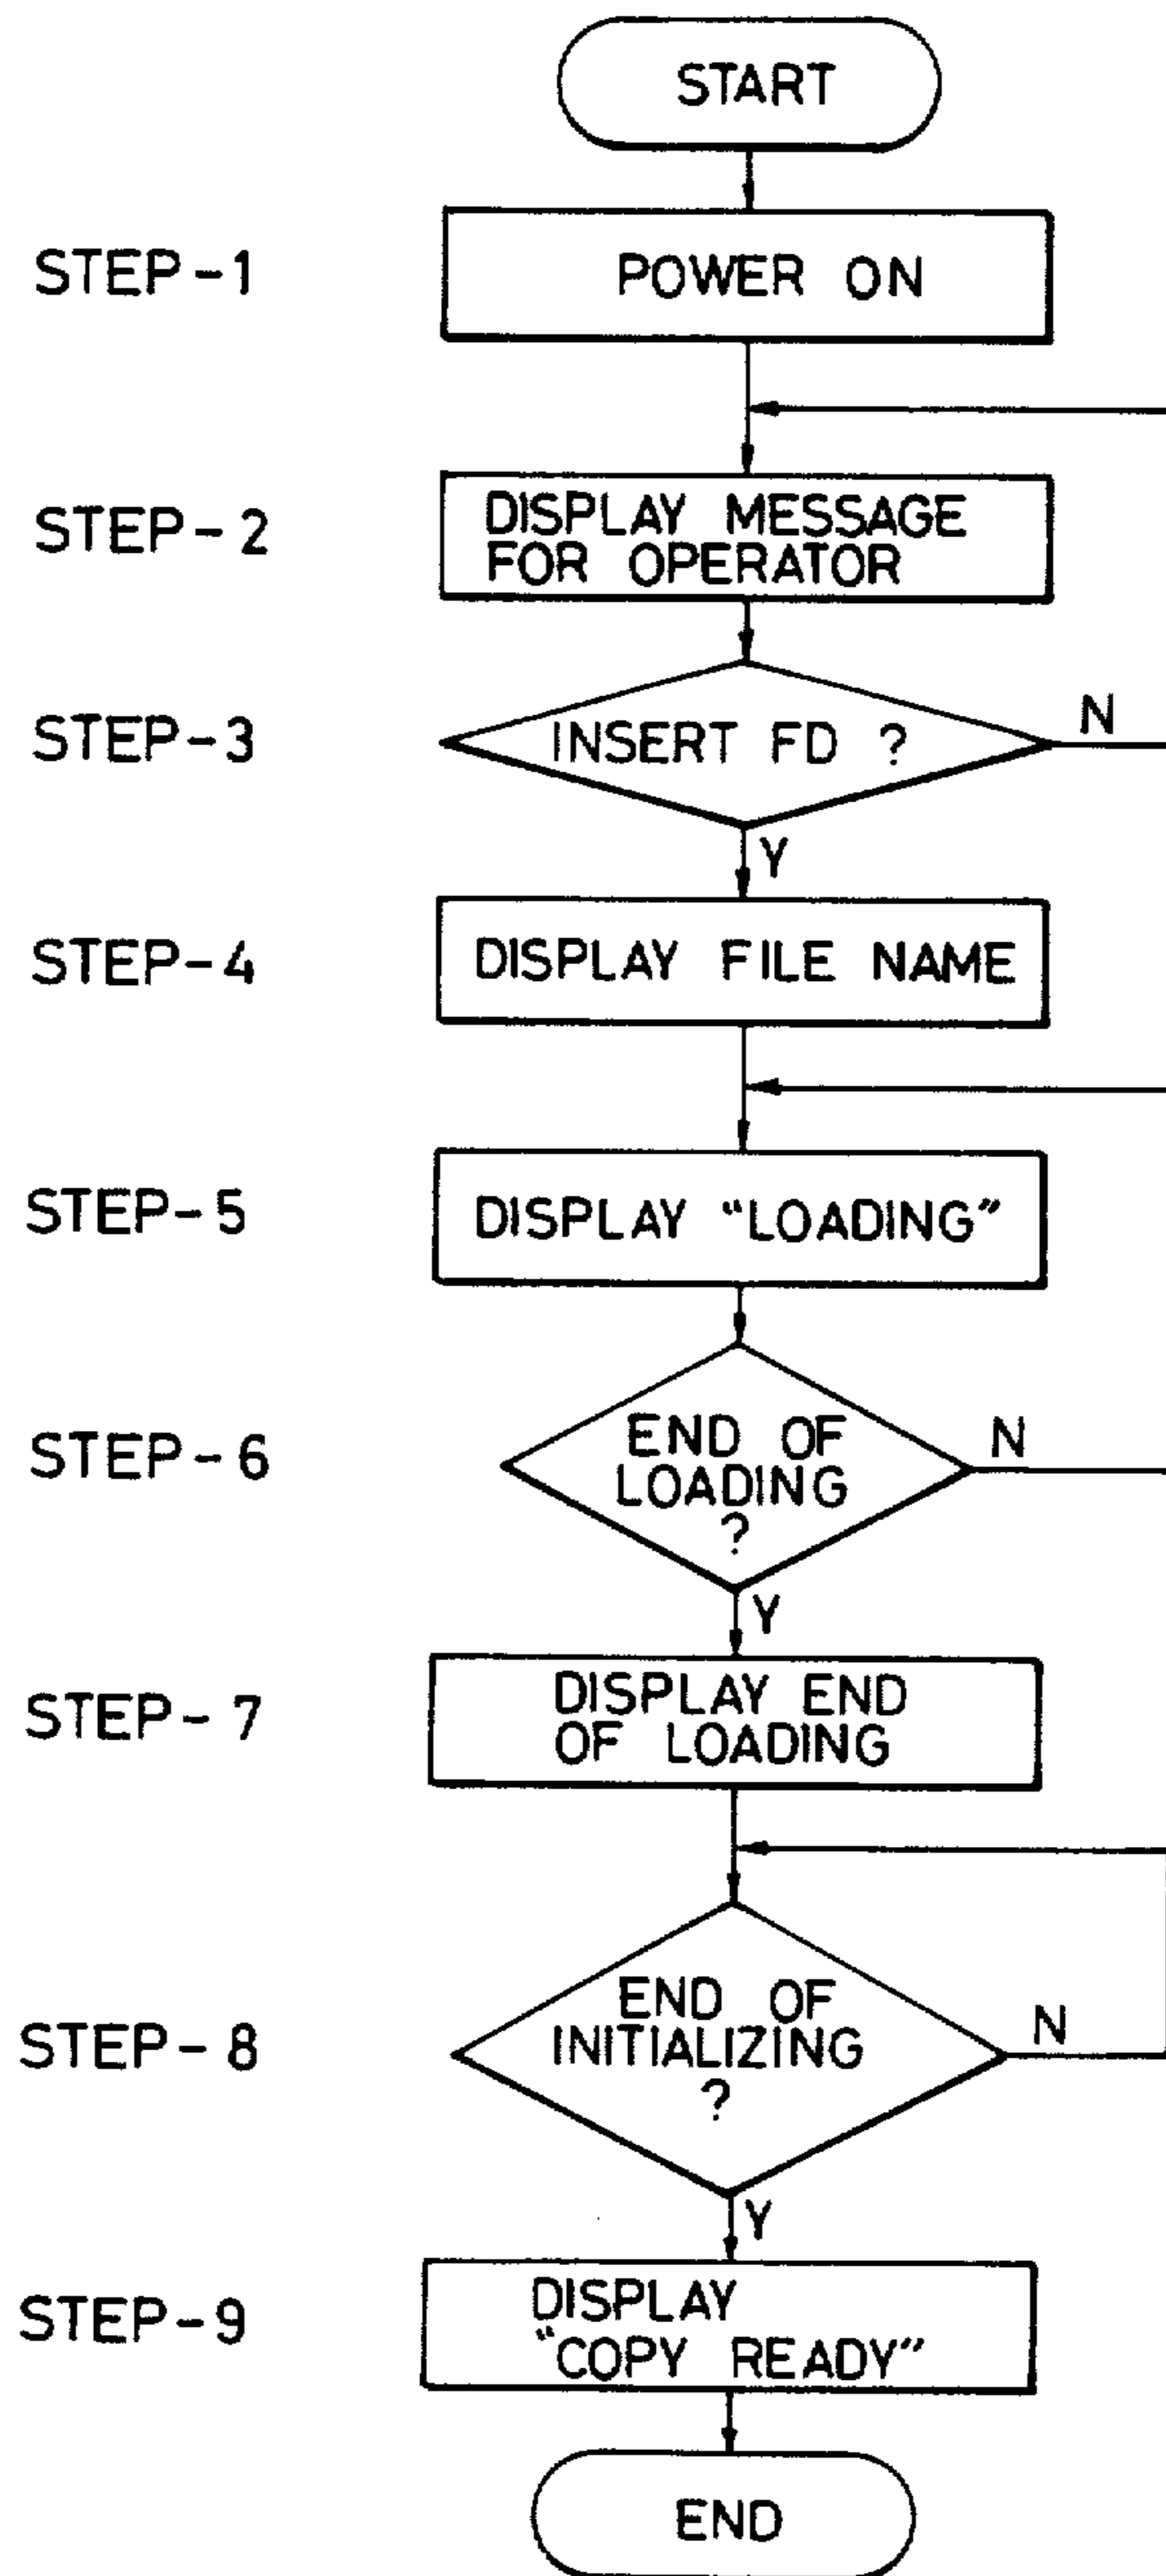 START
STEP-1
POWER ON
STEP-2
DISPLAY MESSAGE
FOR OPERATOR
STEP-3
INSERT FD ?
N
Y
STEP-4
DISPLAY FILE NAME
STEP-5
DISPLAY "LOADING"
STEP-6
END OF
LOADING
?
N
Y
STEP-7
DISPLAY END
OF LOADING
STEP-8
END OF
INITIALIZING
?
N
Y
STEP-9
DISPLAY
"COPY READY"
END